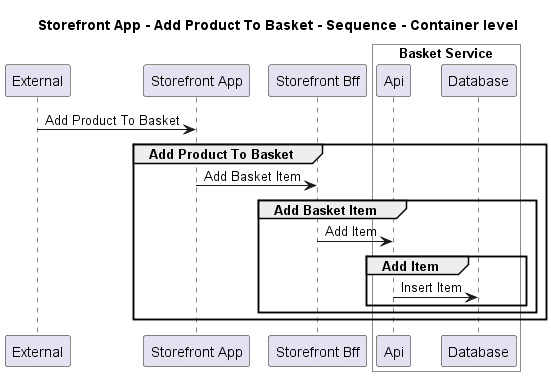 Storefront App - Add Product To Basket - Sequence - Container level
Basket Service
External Storefront App Storefront Bff Api Database
Add Product To Basket
Add Product To Basket
Add Basket Item
Add Basket Item
Add Item
Add Item
Insert Item
External Storefront App Storefront Bff Api Database